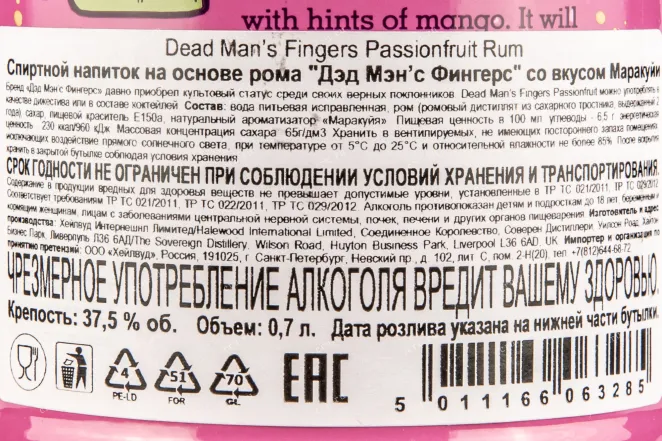 with hints of mango. It will
Dead Man's Fingers Passionfruit Rum
Спиртной напиток на основе рома "Дэд Мэн'с Фингерс" со вкусом Маракуйи
Бренд «Дэд Мэн'с Фингерс» давно приобрел культовый статус среди своих верных поклонников. Dead Man's Fingers Passionfruit можно употреблять в
качестве дижестива или в составе коктейлей. Состав: вода питьевая исправленная, ром (ромовый дистиллят из сахарного тростника, выдержанный 2
года), сахар, пищевой краситель E150a, натуральный ароматизатор «Маракуйя» Пищевая ценность в 100 мл углеводы - 6,5 г энергетическая
ценность 230 ккал/960 кДж. Массовая концентрация сахара 65г/дм3 Хранить в вентилируемых, не имеющих постороннего запаха помещениях,
исключающих воздействие прямого солнечного света, при температуре от 5°С до 25°С и относительной влажности не более 85% После вскрытия
хранить в закрытой бутылке соблюдая условия хранения
СРОК ГОДНОСТИ НЕ ОГРАНИЧЕН ПРИ СОБЛЮДЕНИИ УСЛОВИЙ ХРАНЕНИЯ И ТРАНСПОРТИРОВАНИЯ.
Содержание в продукции вредных для здоровья веществ не превышает допустимые уровни, установленные в ТР ТС 021/2011, ТР ТС 029/2012
Соответствует требованиям ТР ТС 021/2011, ТР ТС 022/2011, ТР ТС 029/2012 Алкоголь противопоказан детям и подросткам до 18 лет, беременным и
кормящим женщинам, лицам с заболеваниями центральной нервной системы, почек, печени и других органов пищеварения Изготовитель и адрес
производства: Хейлвуд Интернешнл Лимитед/Halewood International Limited, Соединенное Королевство, Соверен Дистиллери. Уилсон Роад, Хайтон
Бизнес Парк, Ливерпуль Л36 6АД/The Sovereign Distillery, Wilson Road, Huyton Business Park, Liverpool L36 6AD, UK Импортер и организация по
принятию претензий: ООО «Хейлвуд», Россия, 191025, г Санкт-Петербург, Невский пр., д. 102, лит С, пом. 2-Н(20). тел +7(812)644-68-72
ЧРЕЗМЕРНОЕ УПОТРЕБЛЕНИЕ АЛКОГОЛЯ ВРЕДИТ ВАШЕМУ ЗДОРОВЬЮ.
Крепость: 37,5 % об. Объем: 0,7 л. Дата розлива указана на нижней части бутылки.
4 51 70 EAC
PE-LD FOR GL
5 011166 063285